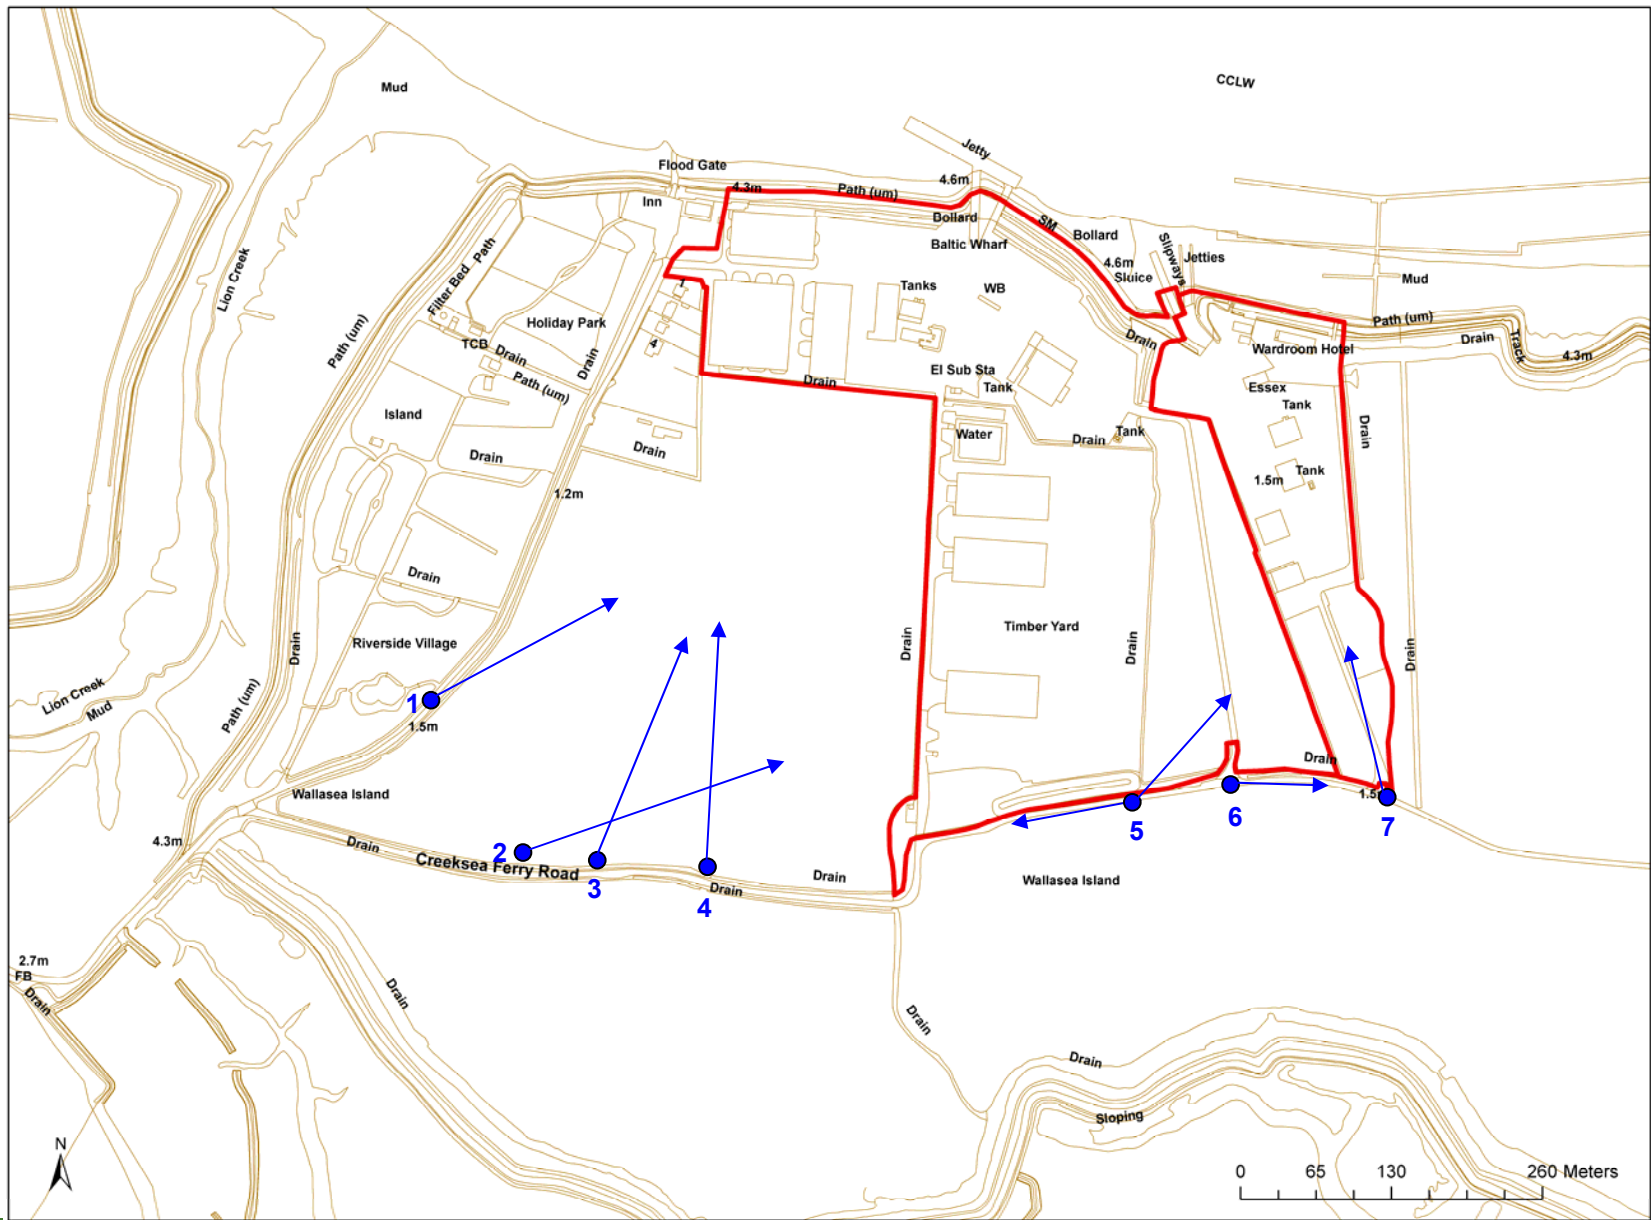 CCLW
Mud
Jetty
Flood Gate
4.6m
4.3m
Path (um)
Inn
Bollard
SM
Bollard
Baltic Wharf
Path
Slipways
Jetties
4.6m
Sluice
Mud
Lion Creek
Filter Bed
1
Tanks
WB
Holiday Park
Path (um)
Path (um)
Drain
Drain
Track
4.3m
TCB
4
Drain
Drain
Wardroom Hotel
Path (um)
El Sub Sta
Tank
Drain
Essex
Island
Tank
Water
Drain
Tank
Drain
Drain
Drain
Tank
1.5m
1.2m
Drain
Timber Yard
Riverside Village
Drain
Drain
Drain
Drain
Lion Creek
Mud
Path (um)
1
1.5m
Drain
Wallasea Island
1.5m
6
7
5
4.3m
Drain
2
Creeksea Ferry Road
3
Drain
4
Drain
Wallasea Island
2.7m
FB
Drain
Drain
Drain
Drain
Sloping
N
0 65 130 260 Meters